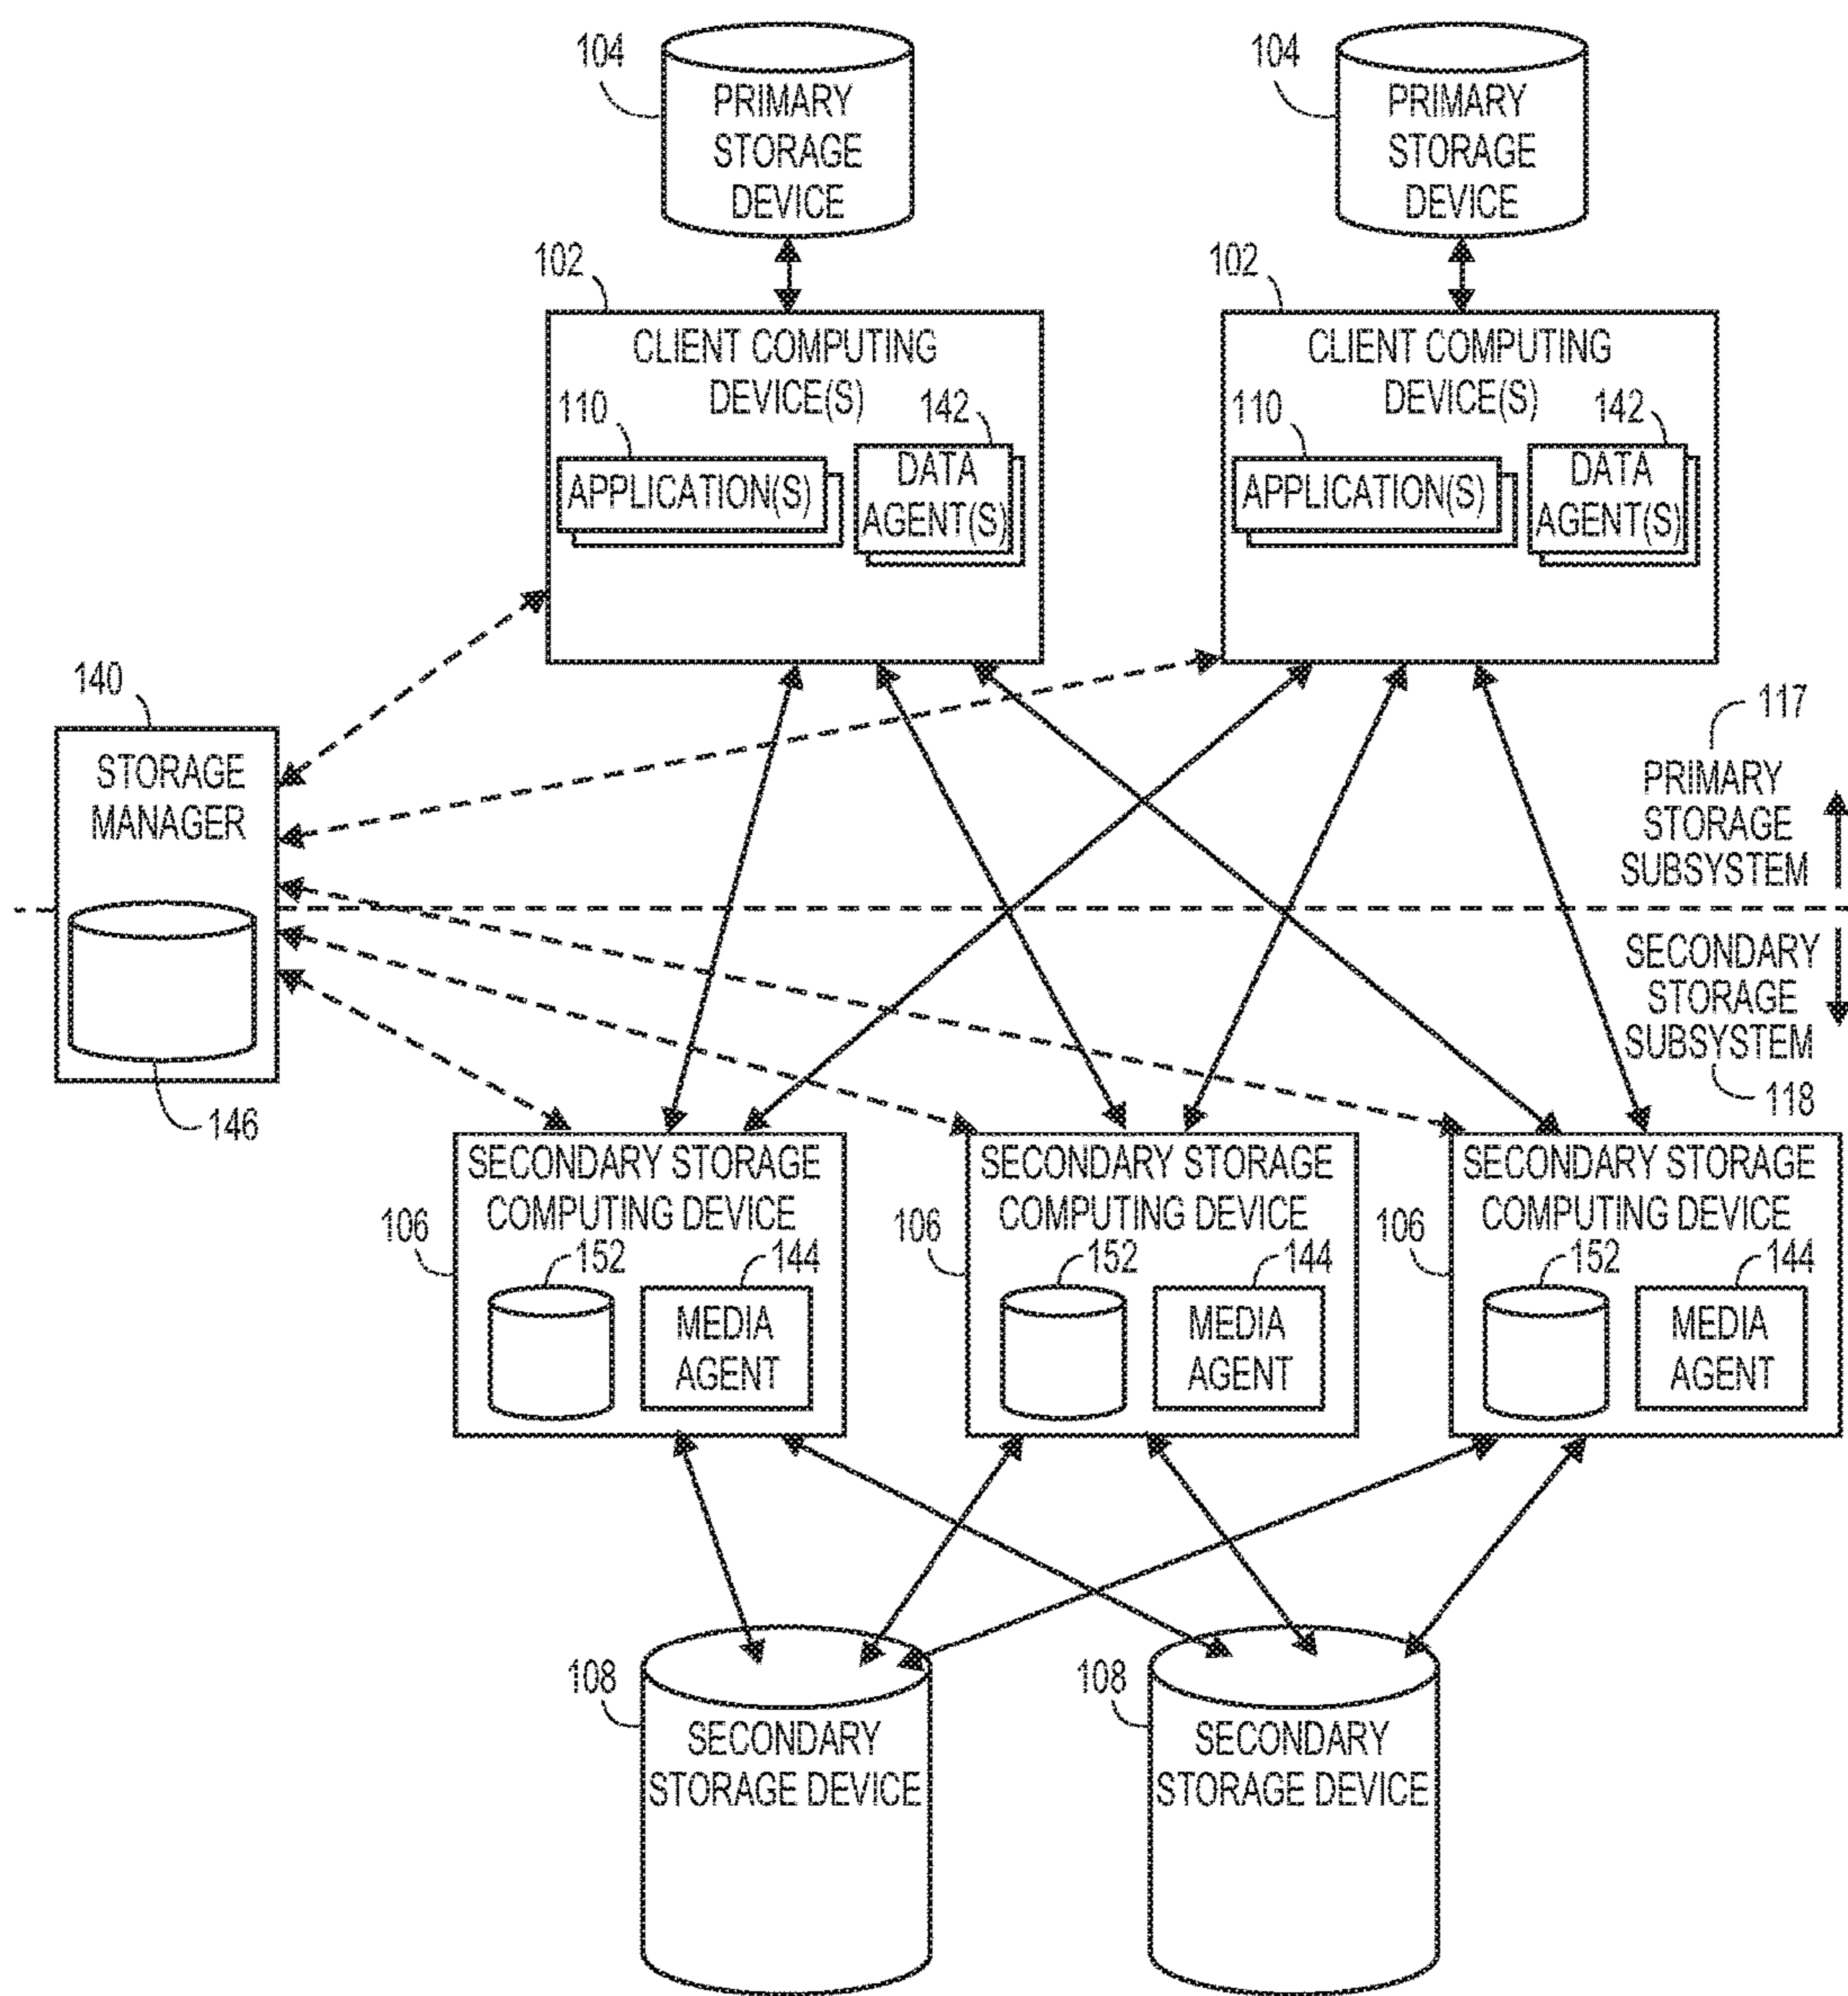 104
PRIMARY
STORAGE
DEVICE
104
PRIMARY
STORAGE
DEVICE
102
CLIENT COMPUTING
DEVICE(S)
110
142
APPLICATION(S)
DATA
AGENT(S)
102
CLIENT COMPUTING
DEVICE(S)
110
142
APPLICATION(S)
DATA
AGENT(S)
140
STORAGE
MANAGER
146
117
PRIMARY
STORAGE
SUBSYSTEM
SECONDARY
STORAGE
SUBSYSTEM
118
SECONDARY STORAGE
COMPUTING DEVICE
106
152
144
MEDIA
AGENT
SECONDARY STORAGE
COMPUTING DEVICE
106
152
144
MEDIA
AGENT
SECONDARY STORAGE
COMPUTING DEVICE
106
152
144
MEDIA
AGENT
108
SECONDARY
STORAGE DEVICE
108
SECONDARY
STORAGE DEVICE